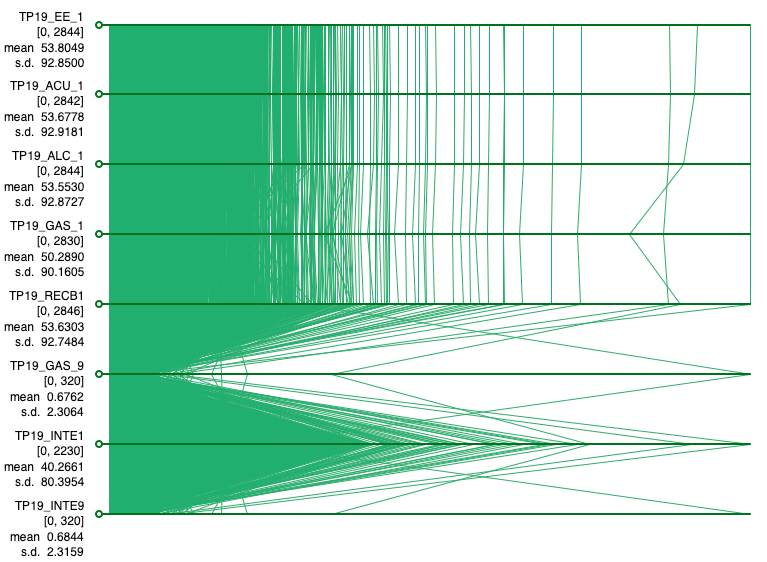 TP19_EE_1
[0, 2844]
mean 53.8049
s.d. 92.8500
TP19_ACU_1
[0, 2842]
mean 53.6778
s.d. 92.9181
TP19_ALC_1
[0, 2844]
mean 53.5530
s.d. 92.8727
TP19_GAS_1
[0, 2830]
mean 50.2890
s.d. 90.1605
TP19_RECB1
[0, 2846]
mean 53.6303
s.d. 92.7484
TP19_GAS_9
[0, 320]
mean 0.6762
s.d. 2.3064
TP19_INTE1
[0, 2230]
mean 40.2661
s.d. 80.3954
TP19_INTE9
[0, 320]
mean 0.6844
s.d. 2.3159